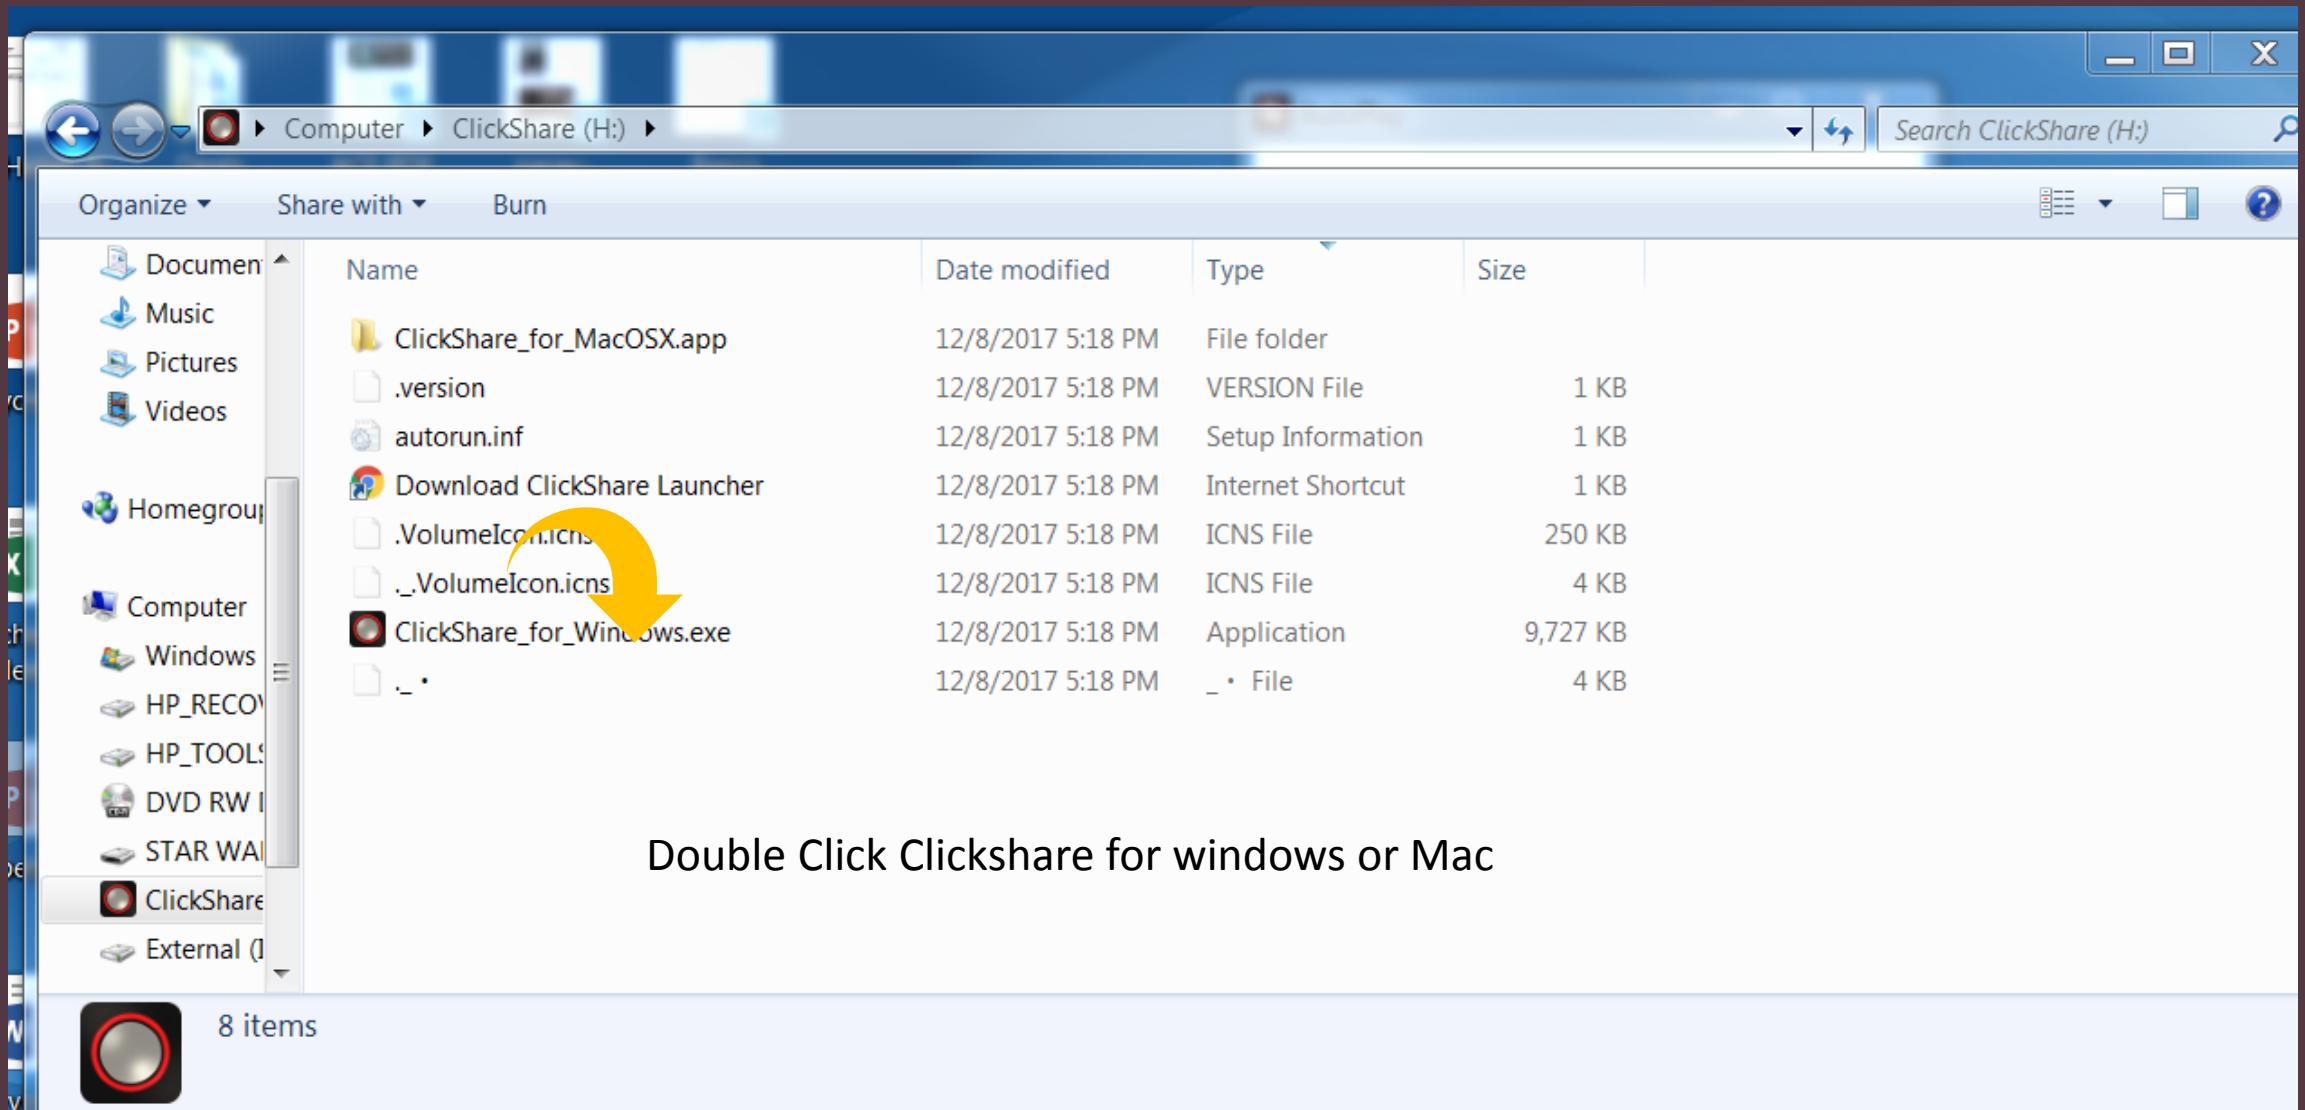 Computer ClickShare (H:)
Search ClickShare (H:)
Organize Share with Burn
Documen
Music
Pictures
Videos
Homegrou
Computer
Windows
HP_RECO
HP_TOOLS
DVD RW
STAR WA
ClickShare
External (
Name Date modified Type Size
ClickShare_for_MacOSX.app 12/8/2017 5:18 PM File folder
.version 12/8/2017 5:18 PM VERSION File 1 KB
autorun.inf 12/8/2017 5:18 PM Setup Information 1 KB
Download ClickShare Launcher 12/8/2017 5:18 PM Internet Shortcut 1 KB
.VolumeIcon.icns 12/8/2017 5:18 PM ICNS File 250 KB
._.VolumeIcon.icns 12/8/2017 5:18 PM ICNS File 4 KB
ClickShare_for_Windows.exe 12/8/2017 5:18 PM Application 9,727 KB
._ · 12/8/2017 5:18 PM _ · File 4 KB
Double Click Clickshare for windows or Mac
8 items